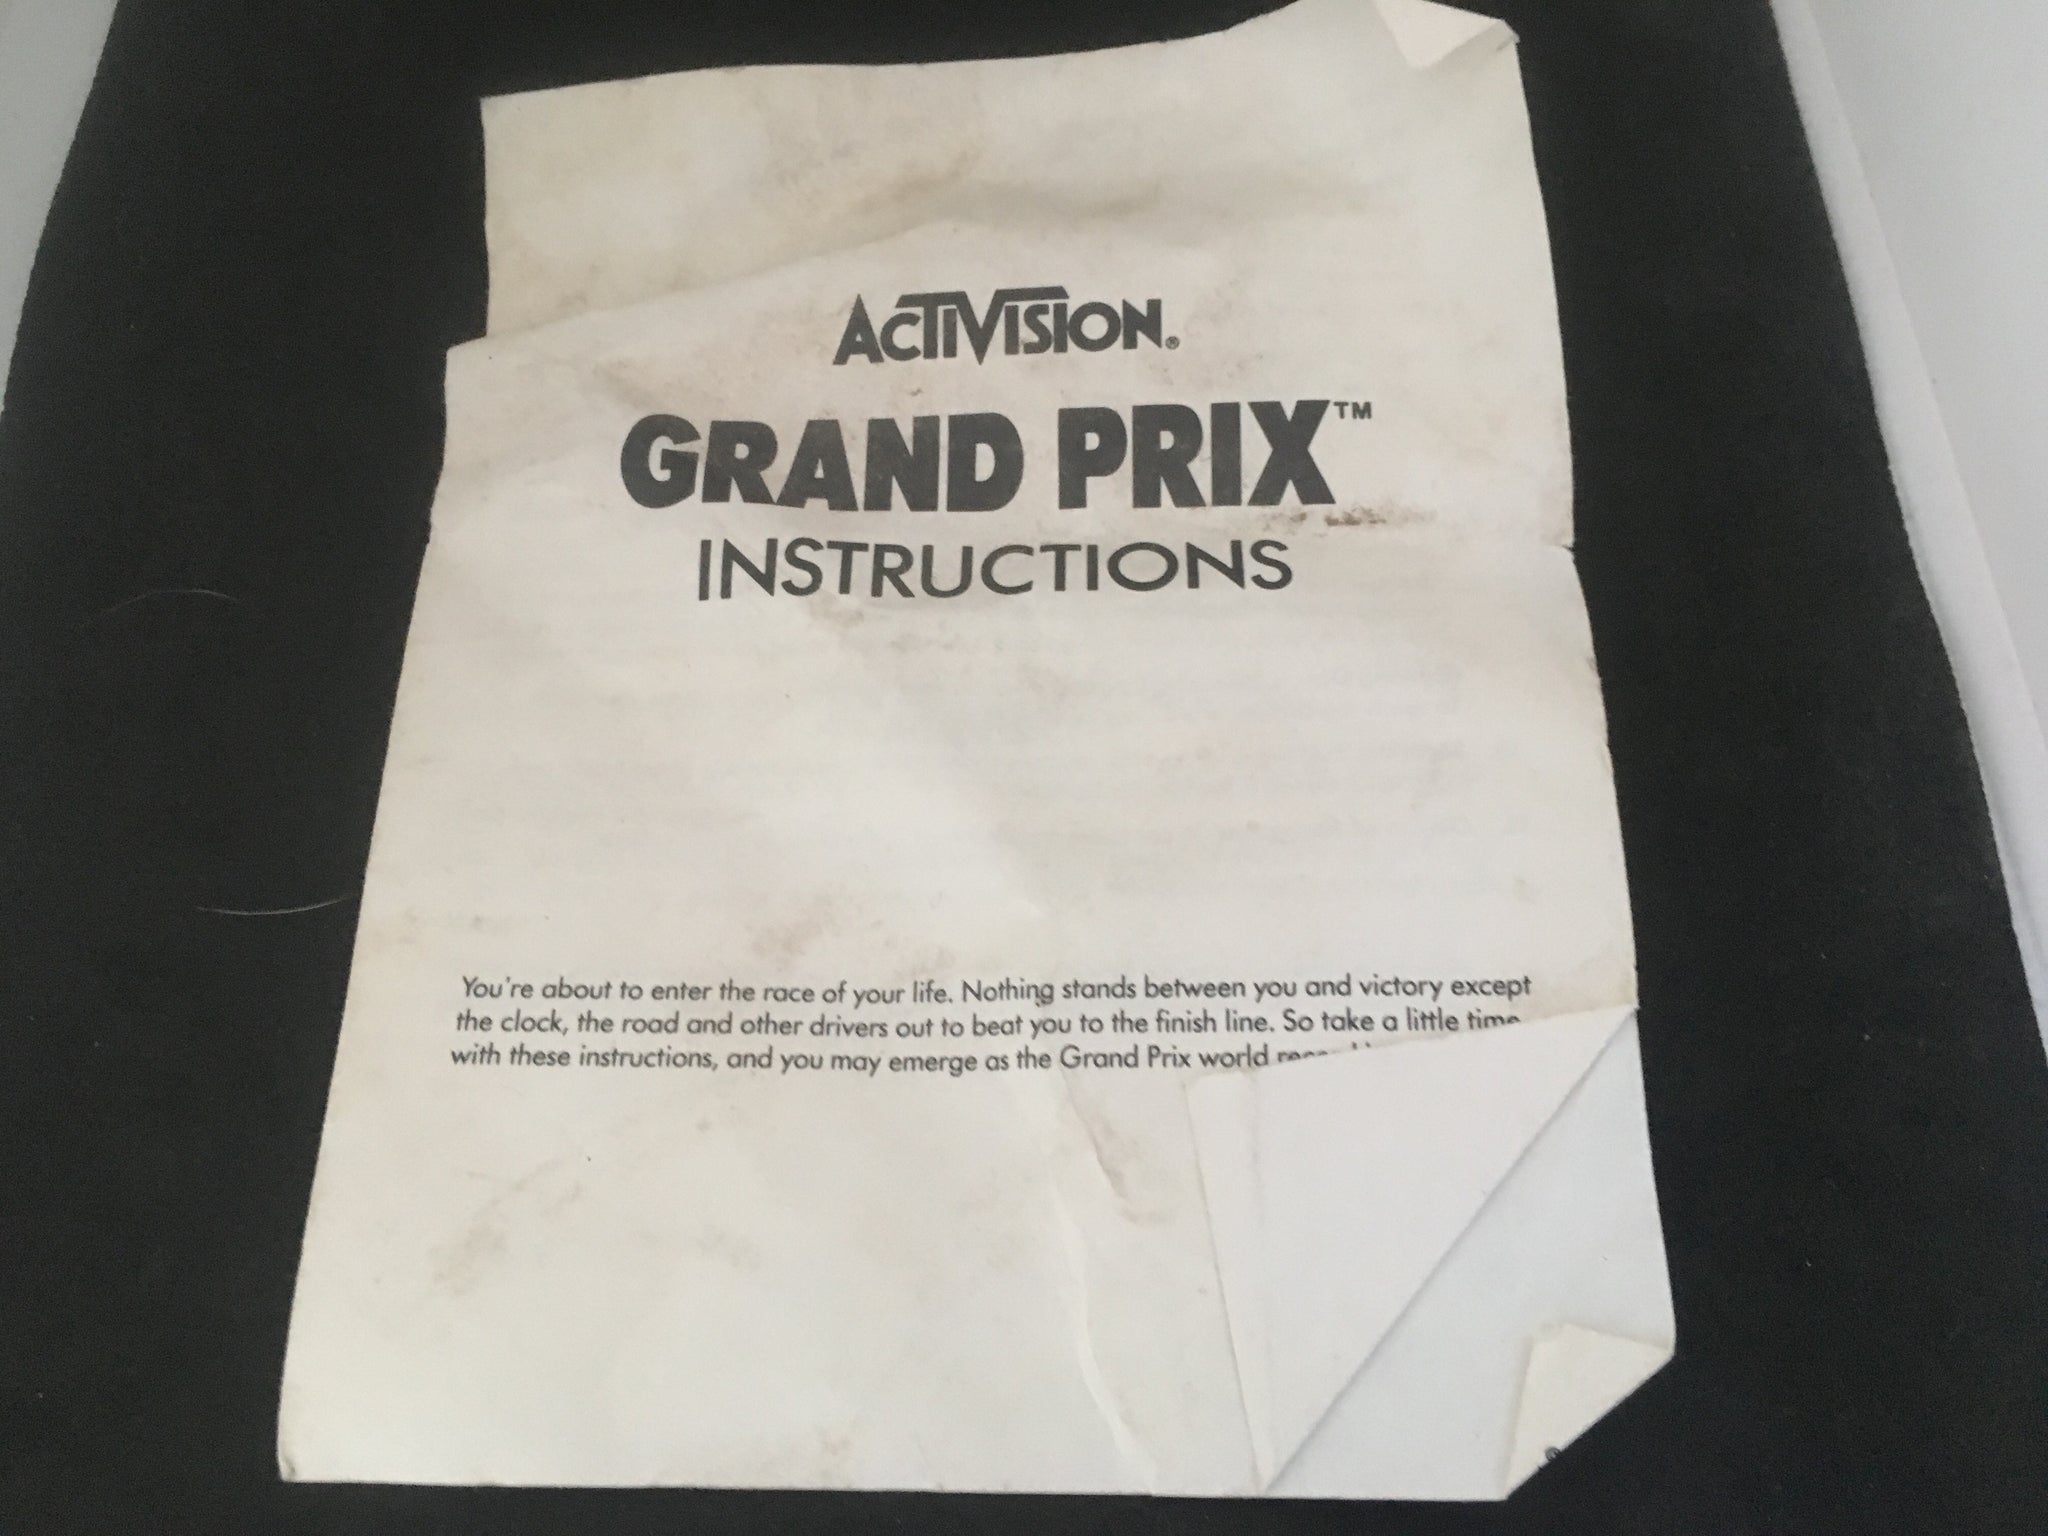 ACTIVISION®
GRAND PRIX™
INSTRUCTIONS
You're about to enter the race of your life. Nothing stands between you and victory except
the clock, the road and other drivers out to beat you to the finish line. So take a little time
with these instructions, and you may emerge as the Grand Prix world